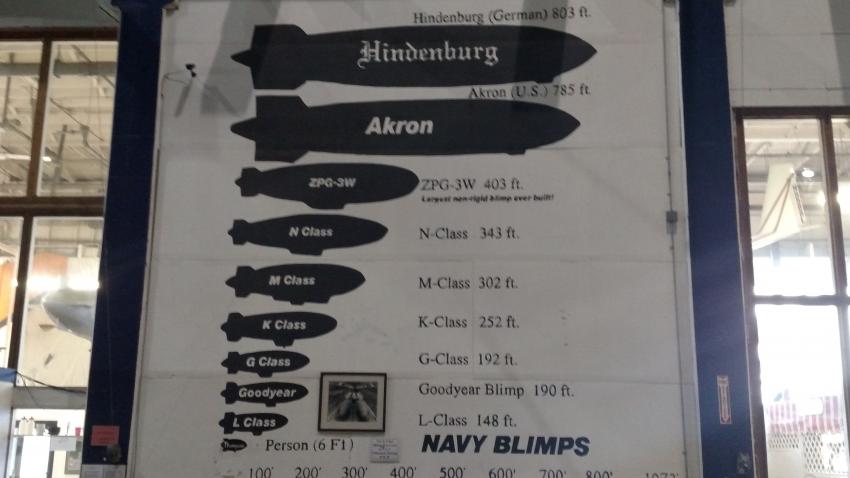 Hindenburg (German) 803 ft.
Hindenburg
Akron (U.S.) 785 ft.
Akron
ZPG-3W ZPG-3W 403 ft.
Largest non-rigid blimp ever built!
N Class N-Class 343 ft.
M Class M-Class 302 ft.
K Class K-Class 252 ft.
G Class G-Class 192 ft.
Goodyear Goodyear Blimp 190 ft.
L Class L-Class 148 ft.
Person (6 F1)
NAVY BLIMPS
100' 200' 300' 400' 500' 600' 700' 800'